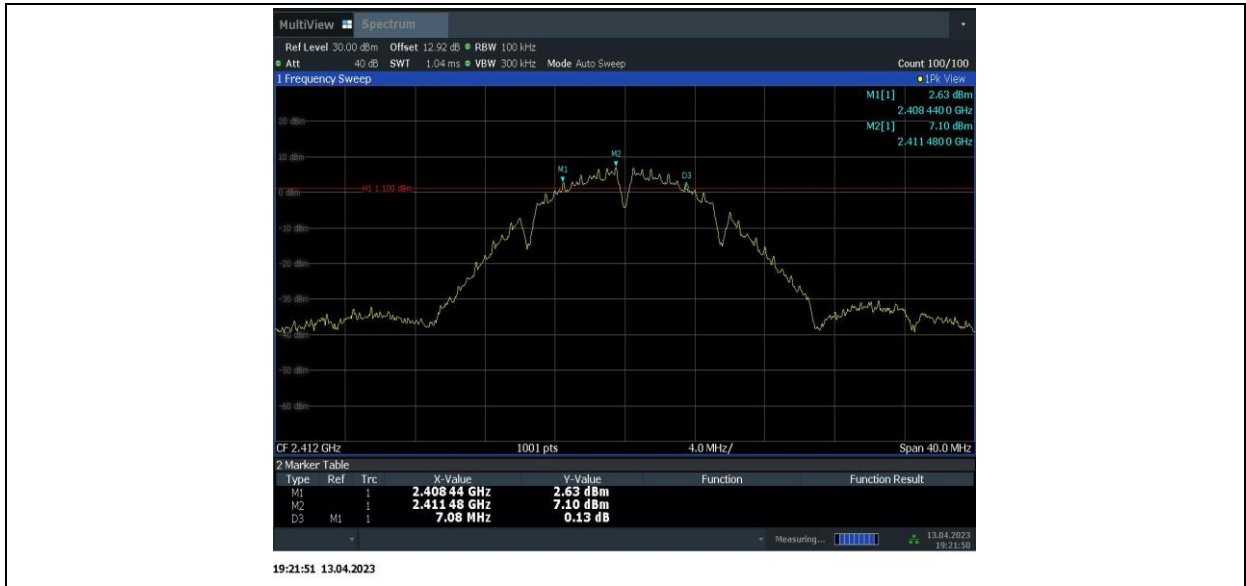 MultiView Spectrum
Ref Level 30.00 dBm Offset 12.92 dB RBW 100 kHz
Att 40 dB SWT 1.04 ms VBW 300 kHz Mode Auto Sweep Count 100/100
1 Frequency Sweep 1Pk View
M1[1] 2.63 dBm
2.408 440 0 GHz
20 dBm
M2[1] 7.10 dBm
2.411 480 0 GHz
10 dBm
M2
M1
D3
0 dBm
H1 1.100 dBm
-10 dBm
-20 dBm
-30 dBm
-40 dBm
-50 dBm
-60 dBm
CF 2.412 GHz 1001 pts 4.0 MHz/ Span 40.0 MHz
2 Marker Table
Type Ref Trc X-Value Y-Value Function Function Result
M1 1 2.408 44 GHz 2.63 dBm
M2 1 2.411 48 GHz 7.10 dBm
D3 M1 1 7.08 MHz 0.13 dB
Measuring... 13.04.2023
19:21:50
19:21:51 13.04.2023